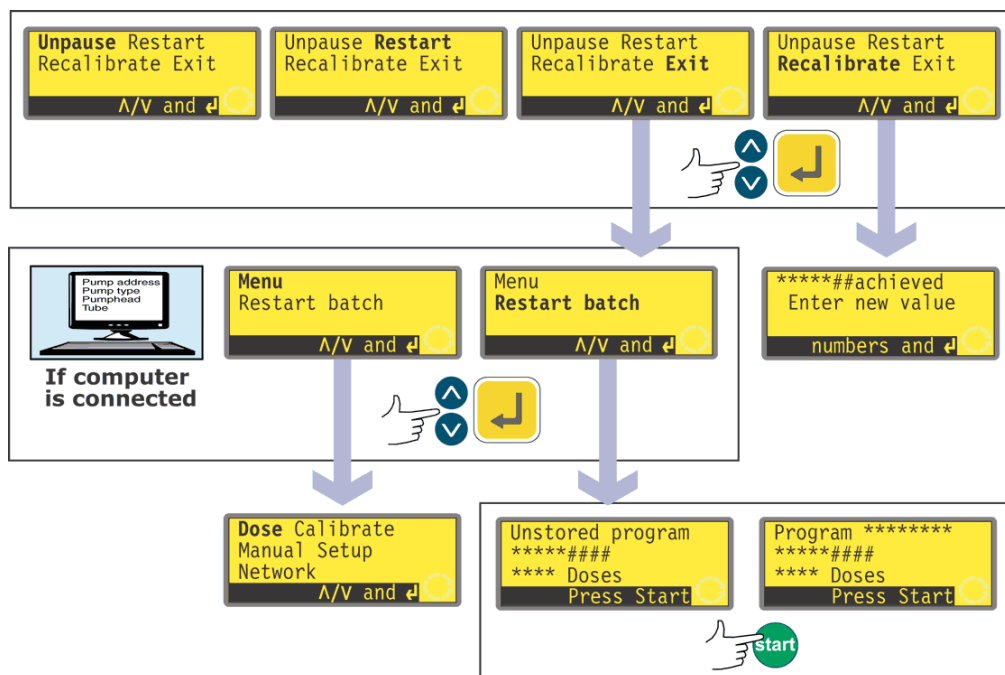 Unpause Restart
Recalibrate Exit
∧/∨ and ↵
Unpause Restart
Recalibrate Exit
∧/∨ and ↵
Unpause Restart
Recalibrate Exit
∧/∨ and ↵
Unpause Restart
Recalibrate Exit
∧/∨ and ↵
Pump address
Pump type
Pumphead
Tube
If computer
is connected
Menu
Restart batch
∧/∨ and ↵
Menu
Restart batch
∧/∨ and ↵
*****##achieved
Enter new value
numbers and ↵
Dose Calibrate
Manual Setup
Network
∧/∨ and ↵
Unstored program
*****####
**** Doses
Press Start
Program ********
*****####
**** Doses
Press Start
start